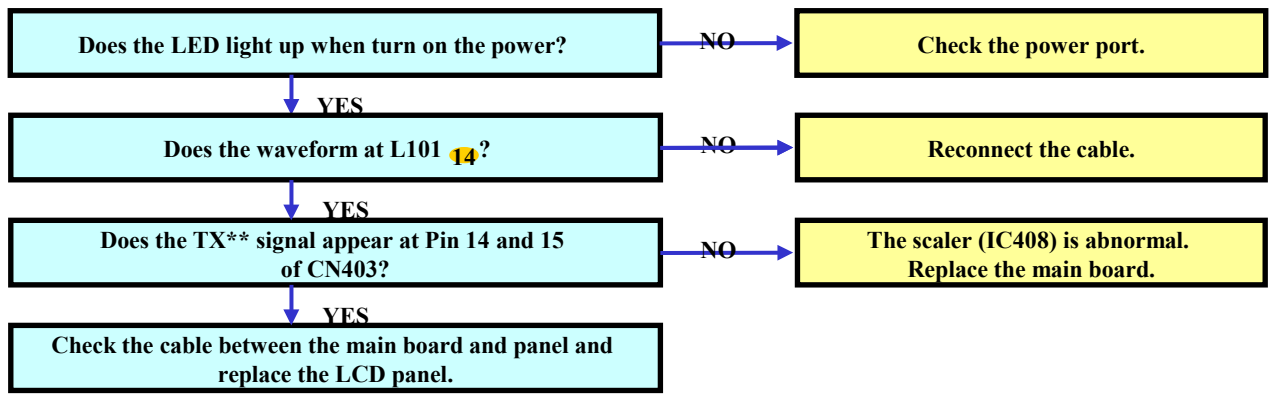 Does the LED light up when turn on the power?
NO
Check the power port.
YES
Does the waveform at L101 14?
NO
Reconnect the cable.
YES
Does the TX** signal appear at Pin 14 and 15
of CN403?
NO
The scaler (IC408) is abnormal.
Replace the main board.
YES
Check the cable between the main board and panel and
replace the LCD panel.